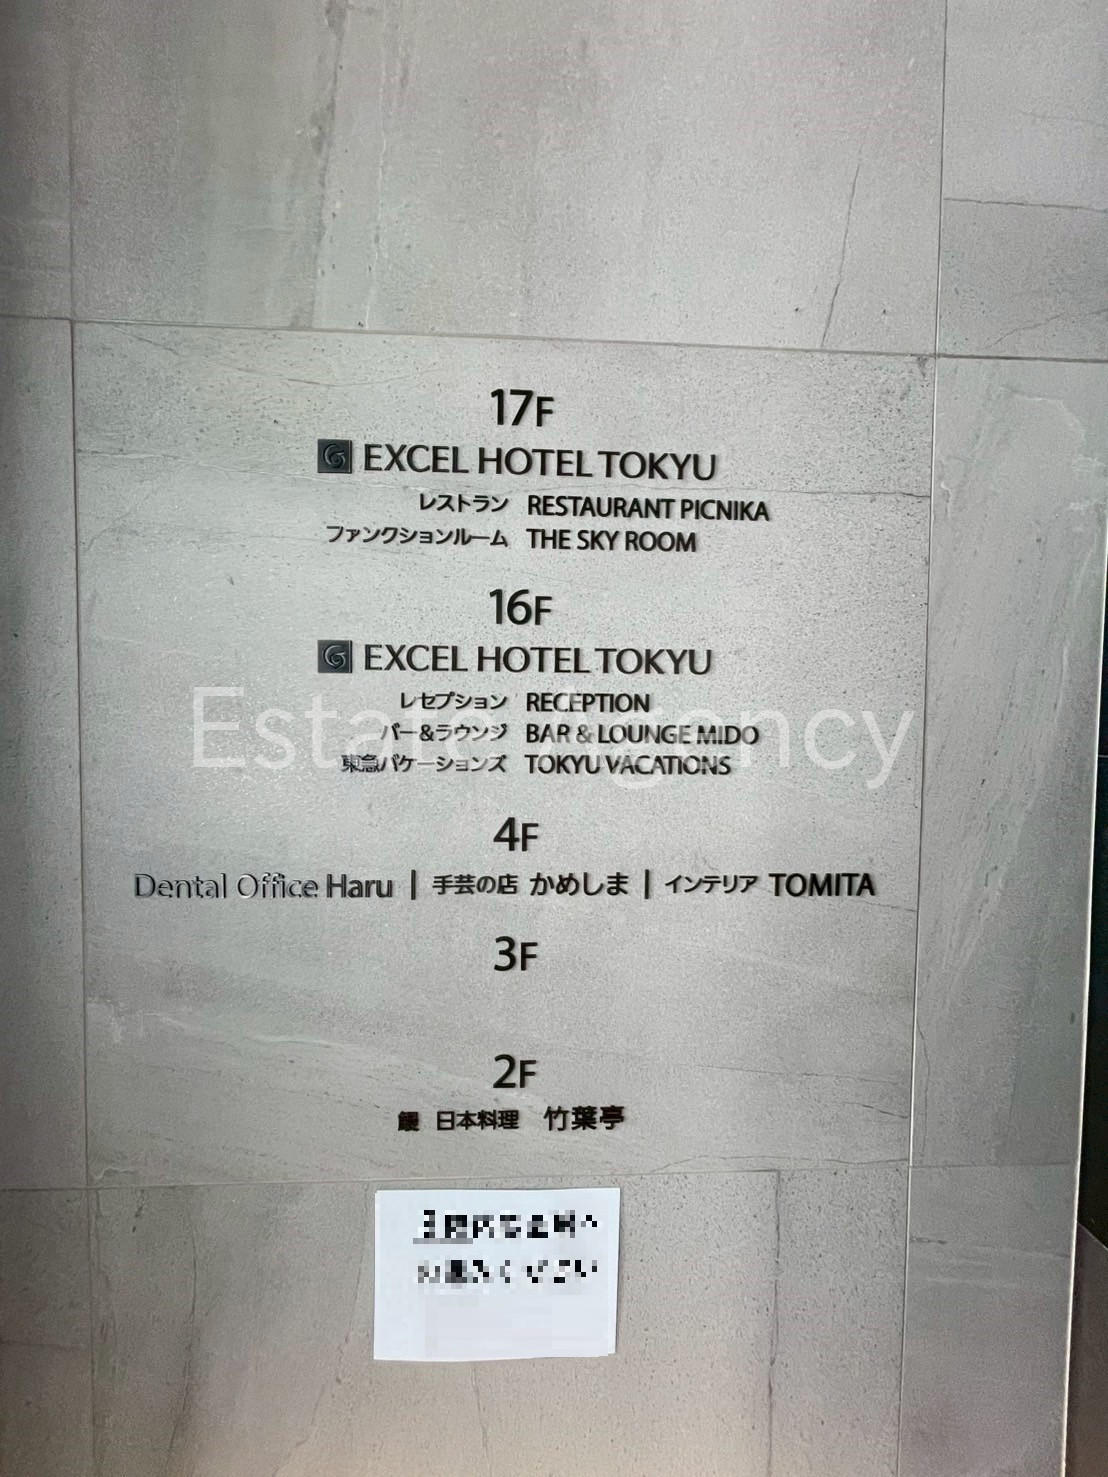 17F
EXCEL HOTEL TOKYU
レストラン RESTAURANT PICNIKA
ファンクションルーム THE SKY ROOM
16F
EXCEL HOTEL TOKYU
レセプション RECEPTION
バー&ラウンジ BAR & LOUNGE MIDO
東急バケーションズ TOKYU VACATIONS
Estate Agency
4F
Dental Office Haru | 手芸の店 かめしま | インテリア TOMITA
3F
2F
日本料理 竹葉亭